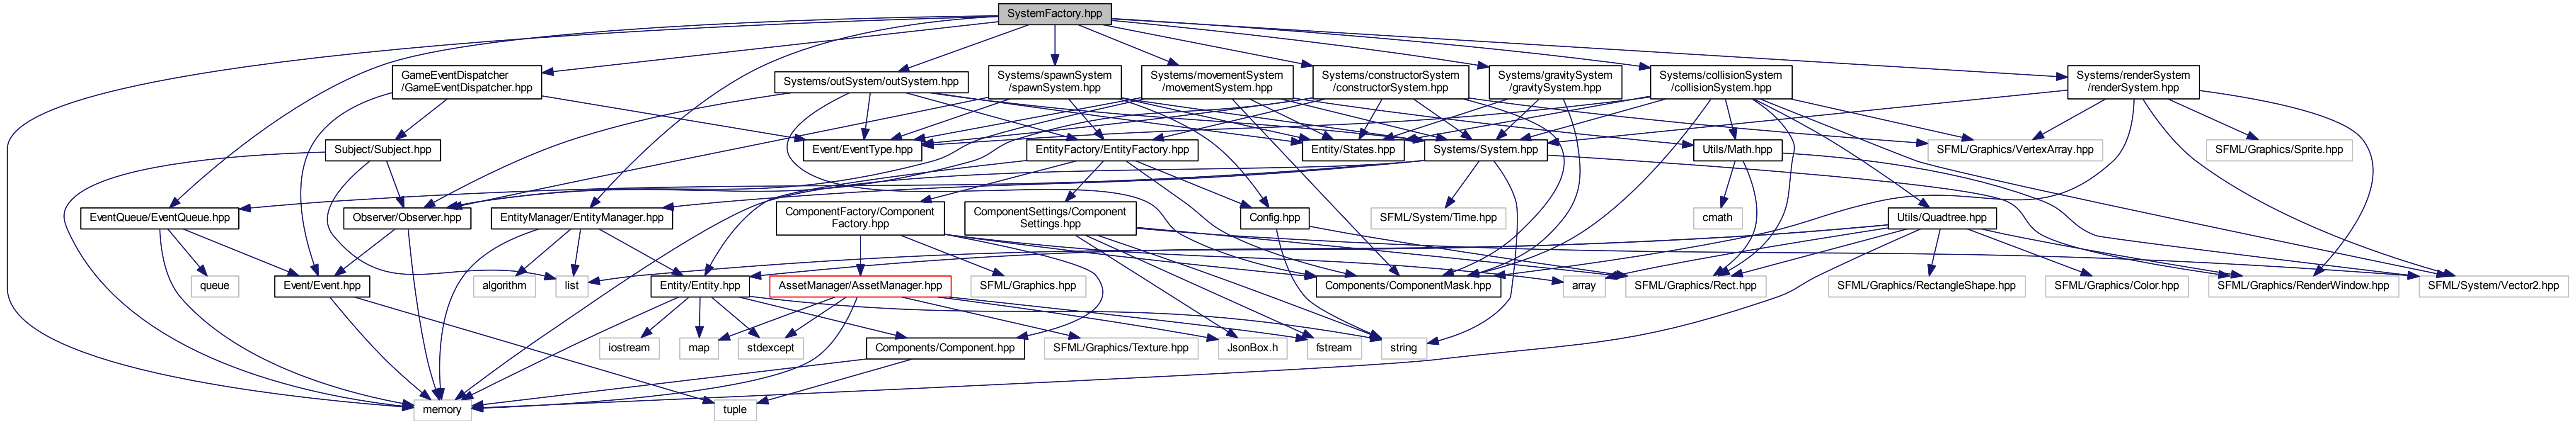 SystemFactory.hpp
GameEventDispatcher
/GameEventDispatcher.hpp
Systems/outSystem/outSystem.hpp
Systems/spawnSystem
/spawnSystem.hpp
Systems/movementSystem
/movementSystem.hpp
Systems/constructorSystem
/constructorSystem.hpp
Systems/gravitySystem
/gravitySystem.hpp
Systems/collisionSystem
/collisionSystem.hpp
Systems/renderSystem
/renderSystem.hpp
Subject/Subject.hpp
Event/EventType.hpp
EntityFactory/EntityFactory.hpp
Entity/States.hpp
Systems/System.hpp
Utils/Math.hpp
SFML/Graphics/VertexArray.hpp
SFML/Graphics/Sprite.hpp
EventQueue/EventQueue.hpp
Observer/Observer.hpp
EntityManager/EntityManager.hpp
ComponentFactory/Component
Factory.hpp
ComponentSettings/Component
Settings.hpp
Config.hpp
SFML/System/Time.hpp
cmath
Utils/Quadtree.hpp
queue
Event/Event.hpp
algorithm
list
Entity/Entity.hpp
AssetManager/AssetManager.hpp
SFML/Graphics.hpp
Components/ComponentMask.hpp
array
SFML/Graphics/Rect.hpp
SFML/Graphics/RectangleShape.hpp
SFML/Graphics/Color.hpp
SFML/Graphics/RenderWindow.hpp
SFML/System/Vector2.hpp
iostream
map
stdexcept
Components/Component.hpp
SFML/Graphics/Texture.hpp
JsonBox.h
fstream
string
memory
tuple